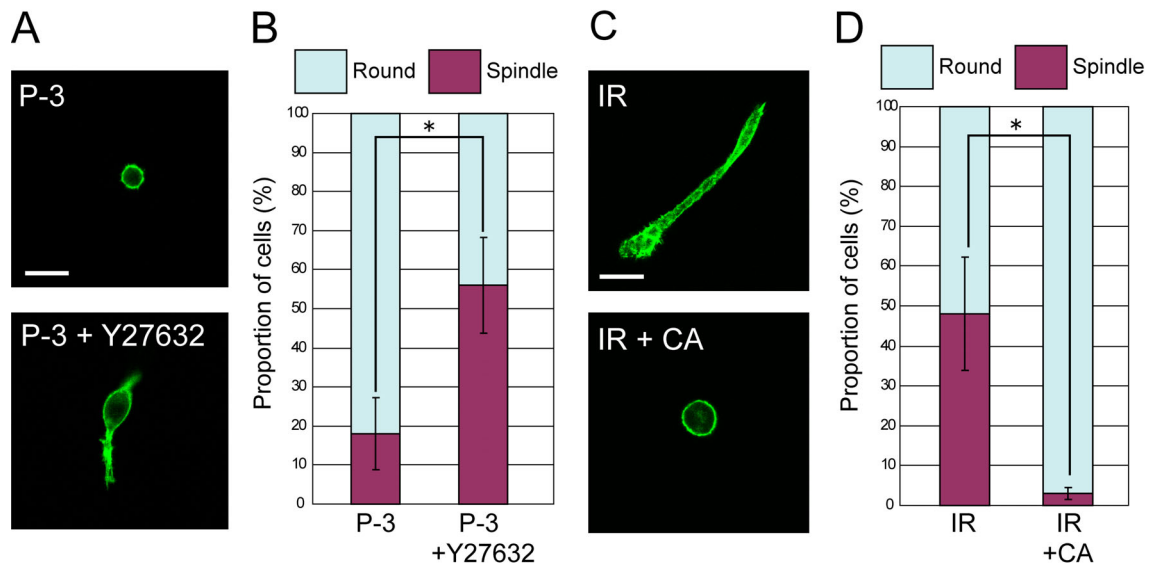 A
P-3
P-3 + Y27632
B
Round
Spindle
Proportion of cells (%)
100
90
80
70
60
50
40
30
20
10
0
*
P-3
P-3
+Y27632
C
IR
IR + CA
D
Round
Spindle
Proportion of cells (%)
100
90
80
70
60
50
40
30
20
10
0
*
IR
IR
+CA